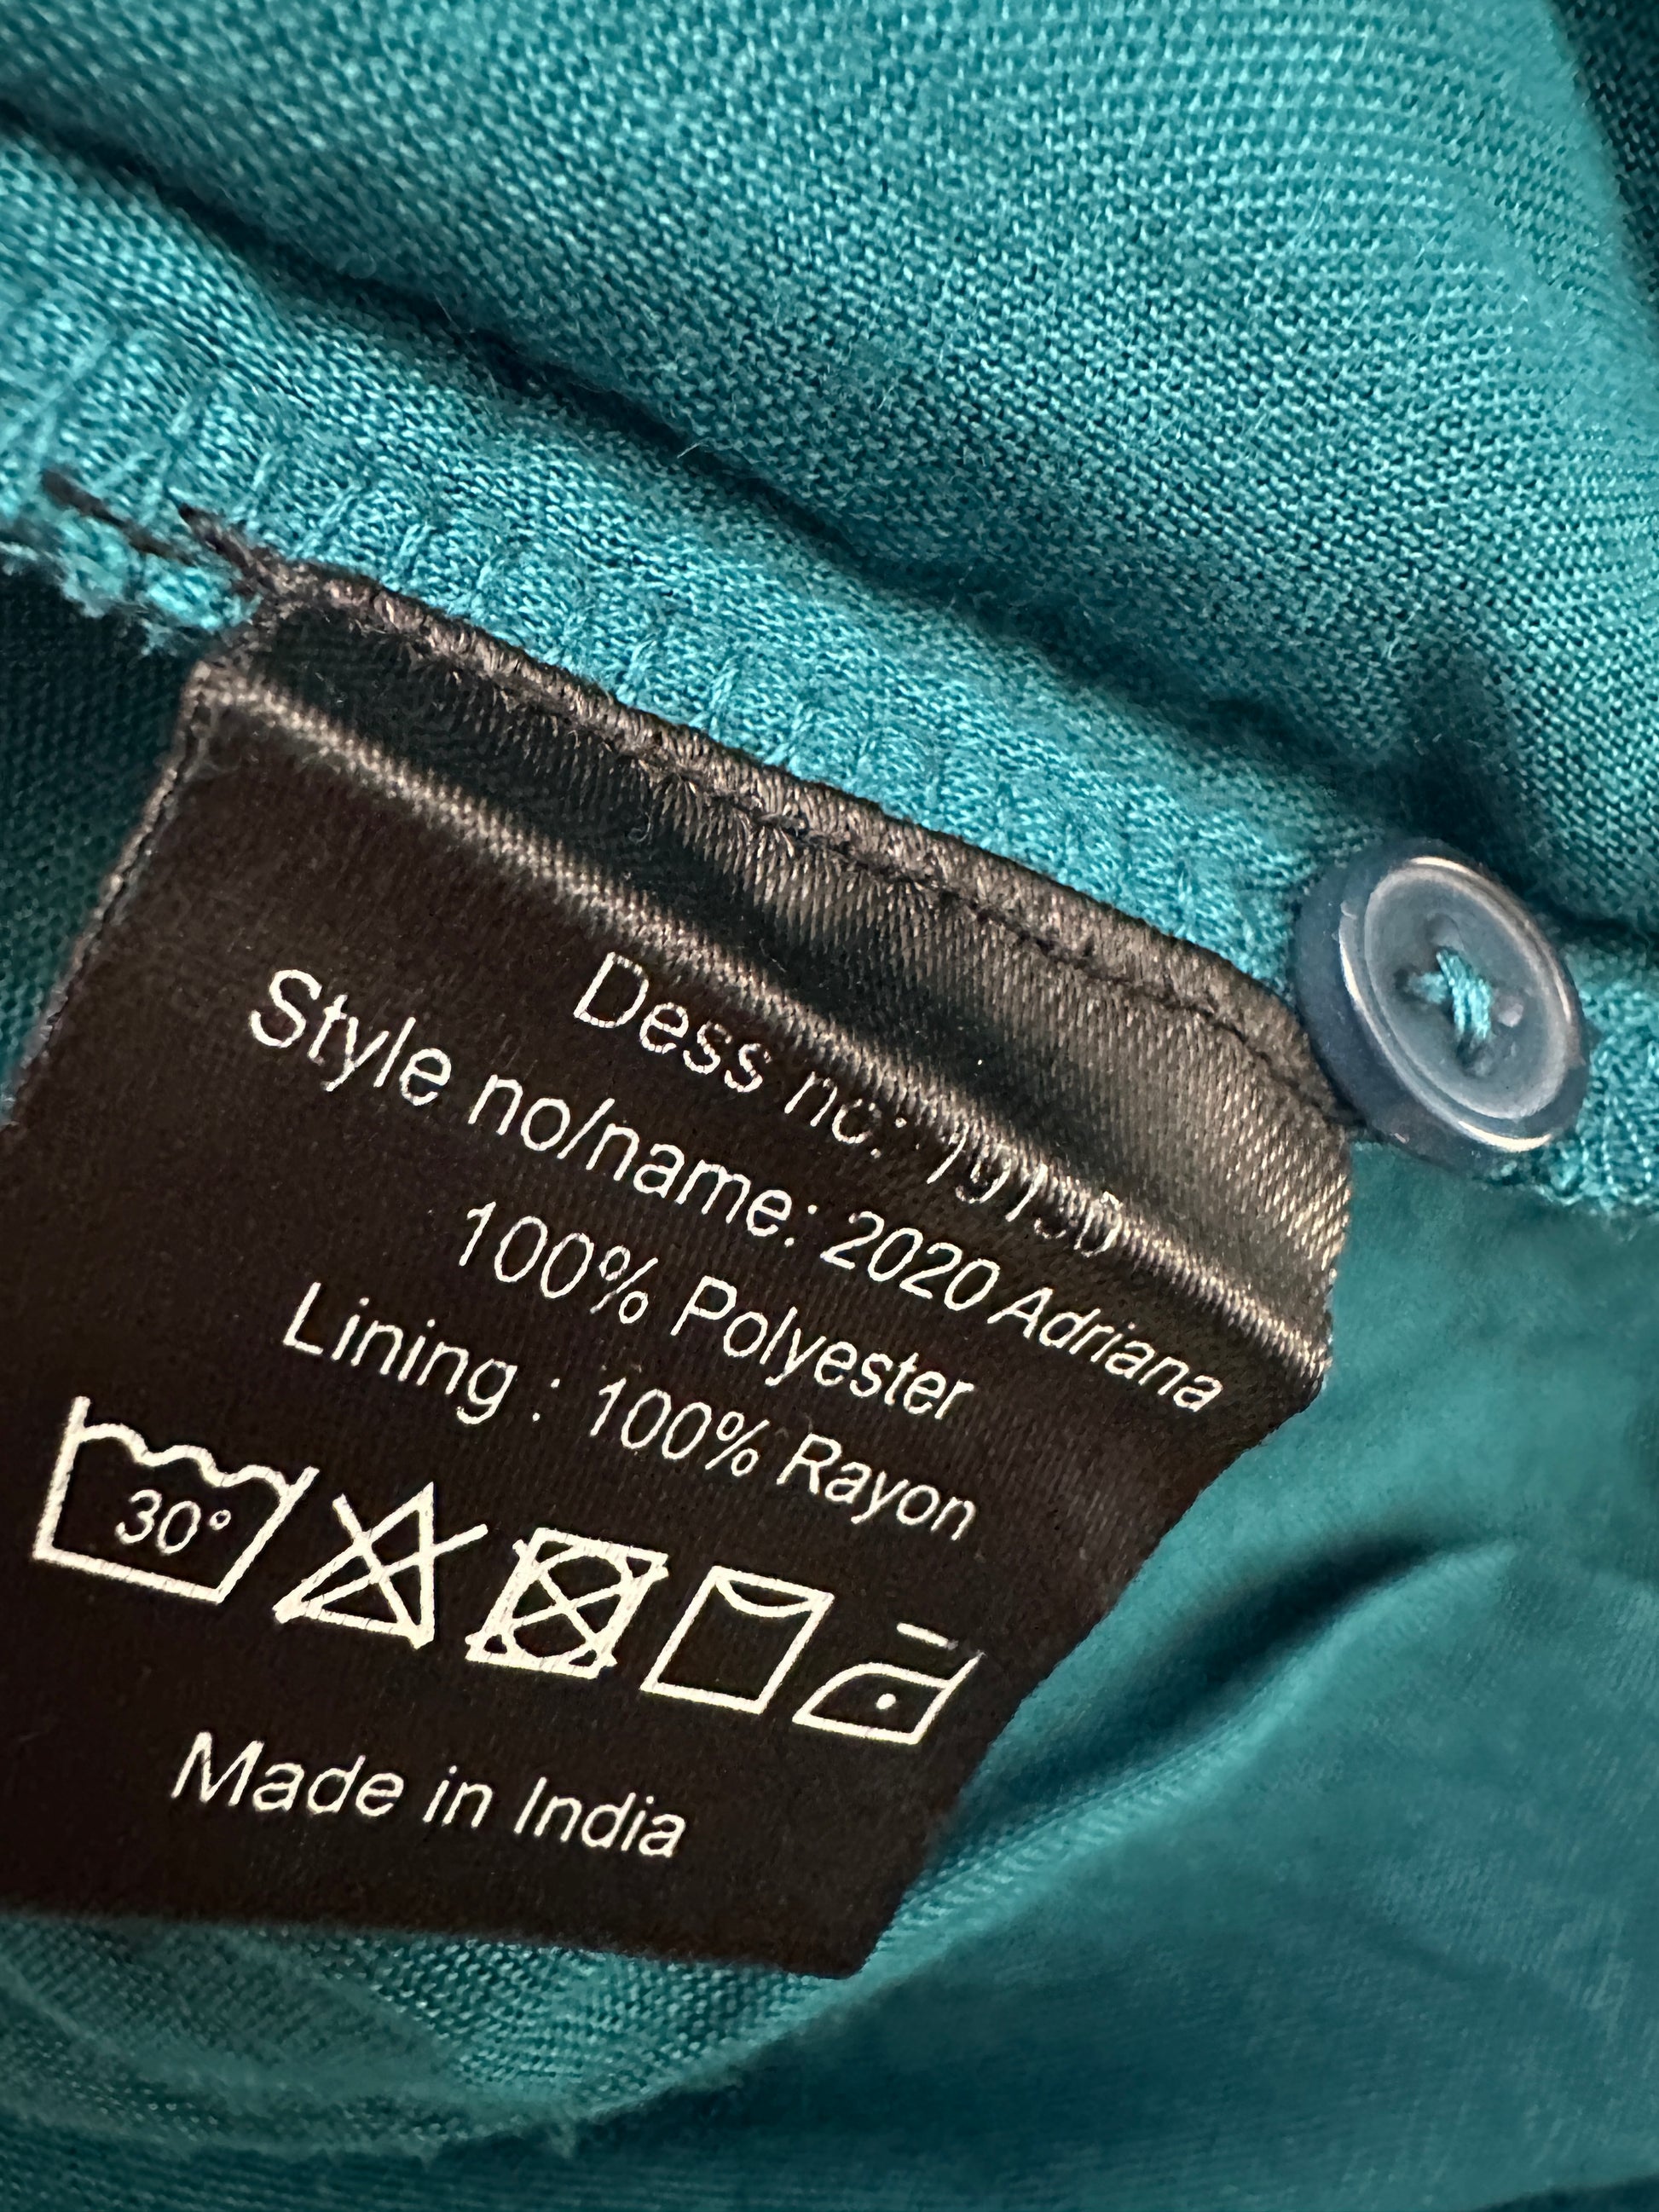 Dess no:
Style no/name: 2020 Adriana
100% Polyester
Lining : 100% Rayon
30°
Made in India